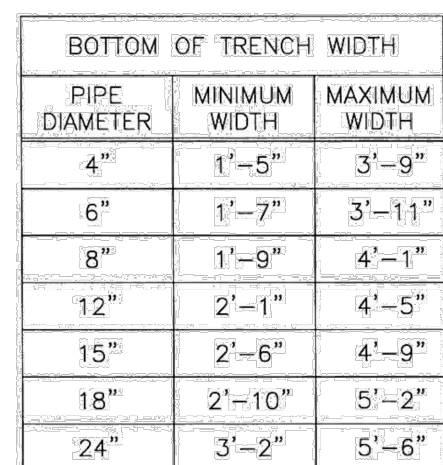 BOTTOM OF TRENCH WIDTH
PIPE DIAMETER MINIMUM WIDTH MAXIMUM WIDTH
4" 1'-5" 3'-9"
6" 1'-7" 3'-11"
8" 1'-9" 4'-1"
12" 2'-1" 4'-5"
15" 2'-6" 4'-9"
18" 2'-10" 5'-2"
24" 3'-2" 5'-6"